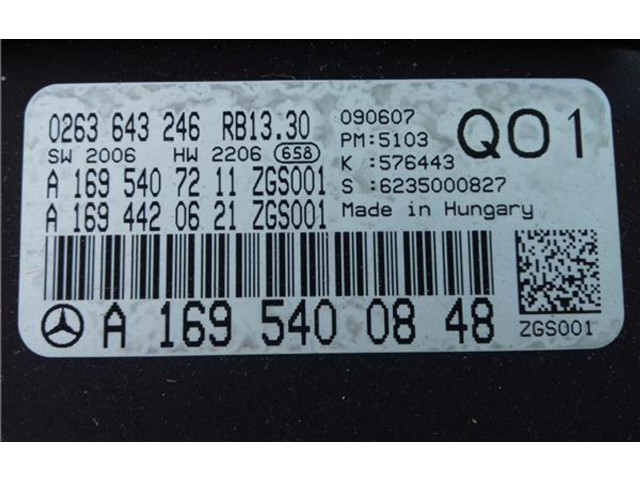 0263 643 246 RB13.30
SW 2006 HW 2206 658
A 169 540 72 11 ZGS001
A 169 442 06 21 ZGS001
090607
PM:5103
K :576443
S :6235000827
Made in Hungary
Q01
A 169 540 08 48
ZGS001